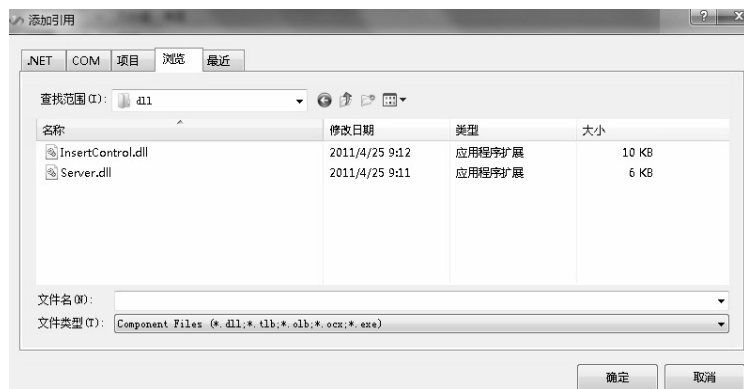 添加引用
.NET COM 项目 浏览 最近
查找范围(I): dll
名称 修改日期 类型 大小
InsertControl.dll 2011/4/25 9:12 应用程序扩展 10 KB
Server.dll 2011/4/25 9:11 应用程序扩展 6 KB
文件名(N):
文件类型(T): Component Files (*.dll;*.tlb;*.olb;*.ocx;*.exe)
确定 取消